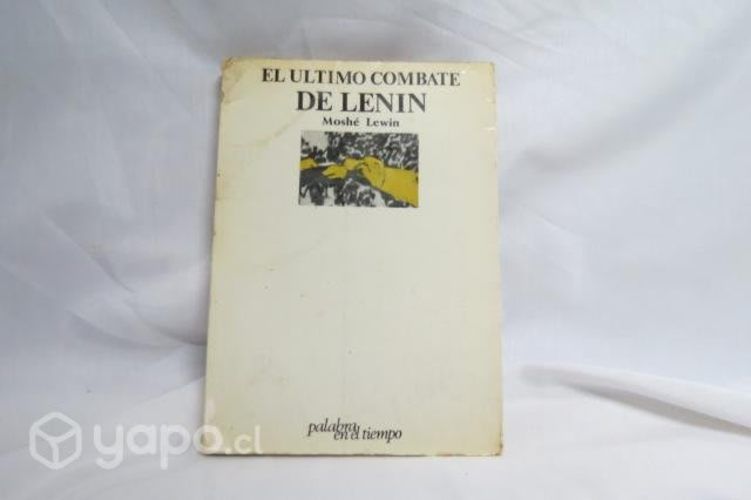 EL ULTIMO COMBATE
DE LENIN
Moshé Lewin
palabra
en el tiempo
yapo.cl